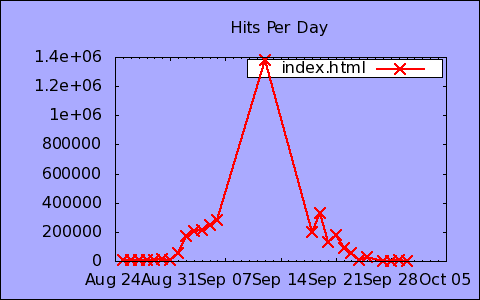 Hits Per Day
1.4e+06
index.html
1.2e+06
1e+06
800000
600000
400000
200000
0
Aug 24 Aug 31 Sep 07 Sep 14 Sep 21 Sep 28 Oct 05